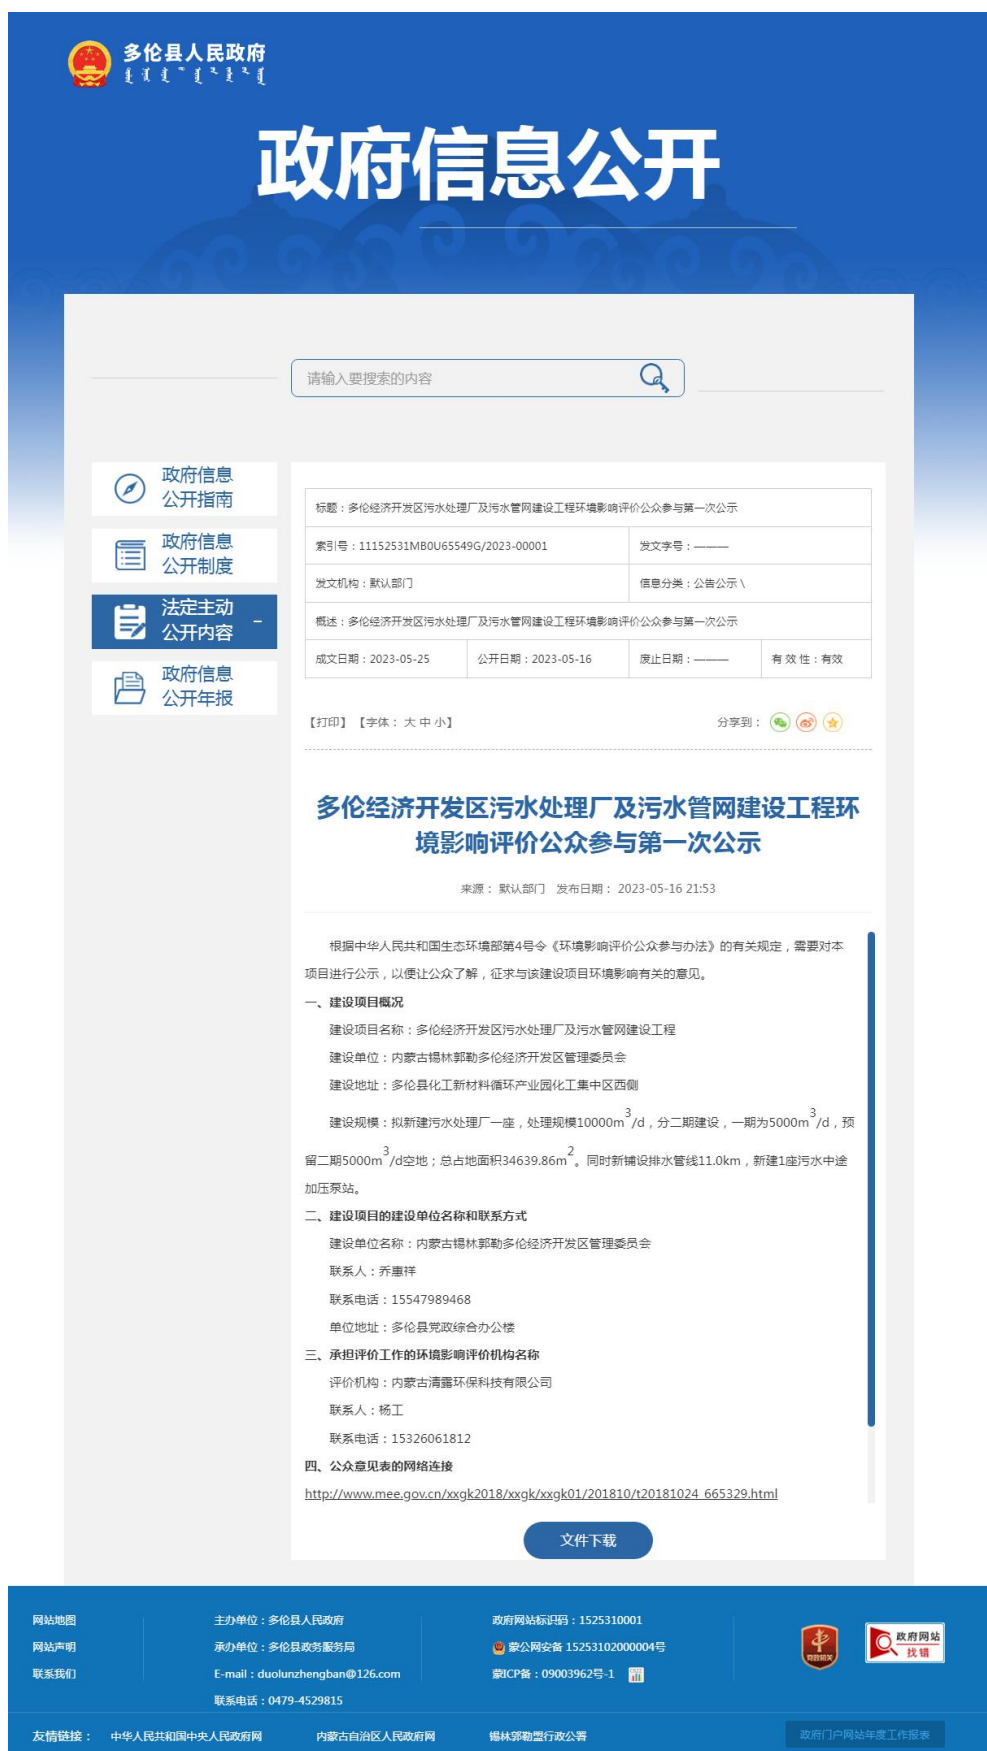 多伦县人民政府
政府信息公开
请输入要搜索的内容
政府信息
公开指南
政府信息
公开制度
法定主动
公开内容
政府信息
公开年报
标题：多伦经济开发区污水处理厂及污水管网建设工程环境影响评价公众参与第一次公示
索引号：11152531MB0U65549G/2023-00001 发文字号：———
发文机构：默认部门 信息分类：公告公示 \
概述：多伦经济开发区污水处理厂及污水管网建设工程环境影响评价公众参与第一次公示
成文日期：2023-05-25 公开日期：2023-05-16 废止日期：——— 有 效 性：有效
【打印】【字体：大 中 小】 分享到：
多伦经济开发区污水处理厂及污水管网建设工程环
境影响评价公众参与第一次公示
来源： 默认部门 发布日期： 2023-05-16 21:53
根据中华人民共和国生态环境部第4号令《环境影响评价公众参与办法》的有关规定，需要对本
项目进行公示，以便让公众了解，征求与该建设项目环境影响有关的意见。
一、建设项目概况
建设项目名称：多伦经济开发区污水处理厂及污水管网建设工程
建设单位：内蒙古锡林郭勒多伦经济开发区管理委员会
建设地址：多伦县化工新材料循环产业园化工集中区西侧
建设规模：拟新建污水处理厂一座，处理规模10000m³/d，分二期建设，一期为5000m³/d，预
留二期5000m³/d空地；总占地面积34639.86m²。同时新铺设排水管线11.0km，新建1座污水中途
加压泵站。
二、建设项目的建设单位名称和联系方式
建设单位名称：内蒙古锡林郭勒多伦经济开发区管理委员会
联系人：乔惠祥
联系电话：15547989468
单位地址：多伦县党政综合办公楼
三、承担评价工作的环境影响评价机构名称
评价机构：内蒙古清露环保科技有限公司
联系人：杨工
联系电话：15326061812
四、公众意见表的网络连接
http://www.mee.gov.cn/xxgk2018/xxgk/xxgk01/201810/t20181024_665329.html
文件下载
网站地图 主办单位：多伦县人民政府 政府网站标识码：1525310001
网站声明 承办单位：多伦县政务服务局 蒙公网安备 15253102000004号
联系我们 E-mail：duolunzhengban@126.com 蒙ICP备：09003962号-1
联系电话：0479-4529815
党政机关
政府网站
找错
友情链接： 中华人民共和国中央人民政府网 内蒙古自治区人民政府网 锡林郭勒盟行政公署 政府门户网站年度工作报表